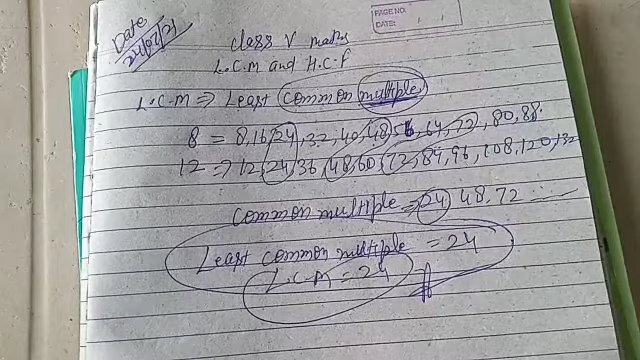 PAGE NO:
DATE:
Date
24/02/21
class V maths
L.C.M and H.C.F
L.C.M ⇒ Least common multiple
8 = 8,16,24,32,40,48,56,64,72,80,88
12 ⇒ 12,24,36,48,60,72,84,96,108,120,132
common multiple ⇒ 24 48.72 .....
Least common multiple = 24
L.C.M = 24